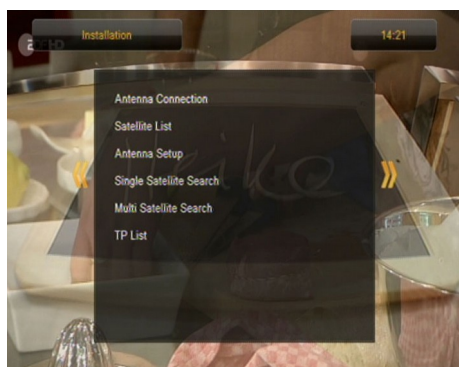 Installation
14:21
Antenna Connection
Satellite List
Antenna Setup
Single Satellite Search
Multi Satellite Search
TP List